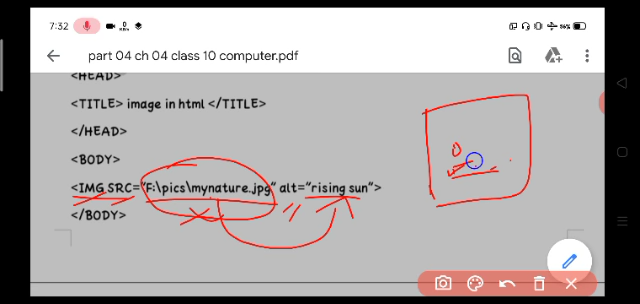 7:32
56%
part 04 ch 04 class 10 computer.pdf
<HEAD>
<TITLE> image in html </TITLE>
</HEAD>
<BODY>
<IMG SRC="F:\pics\mynature.jpg" alt="rising sun">
</BODY>